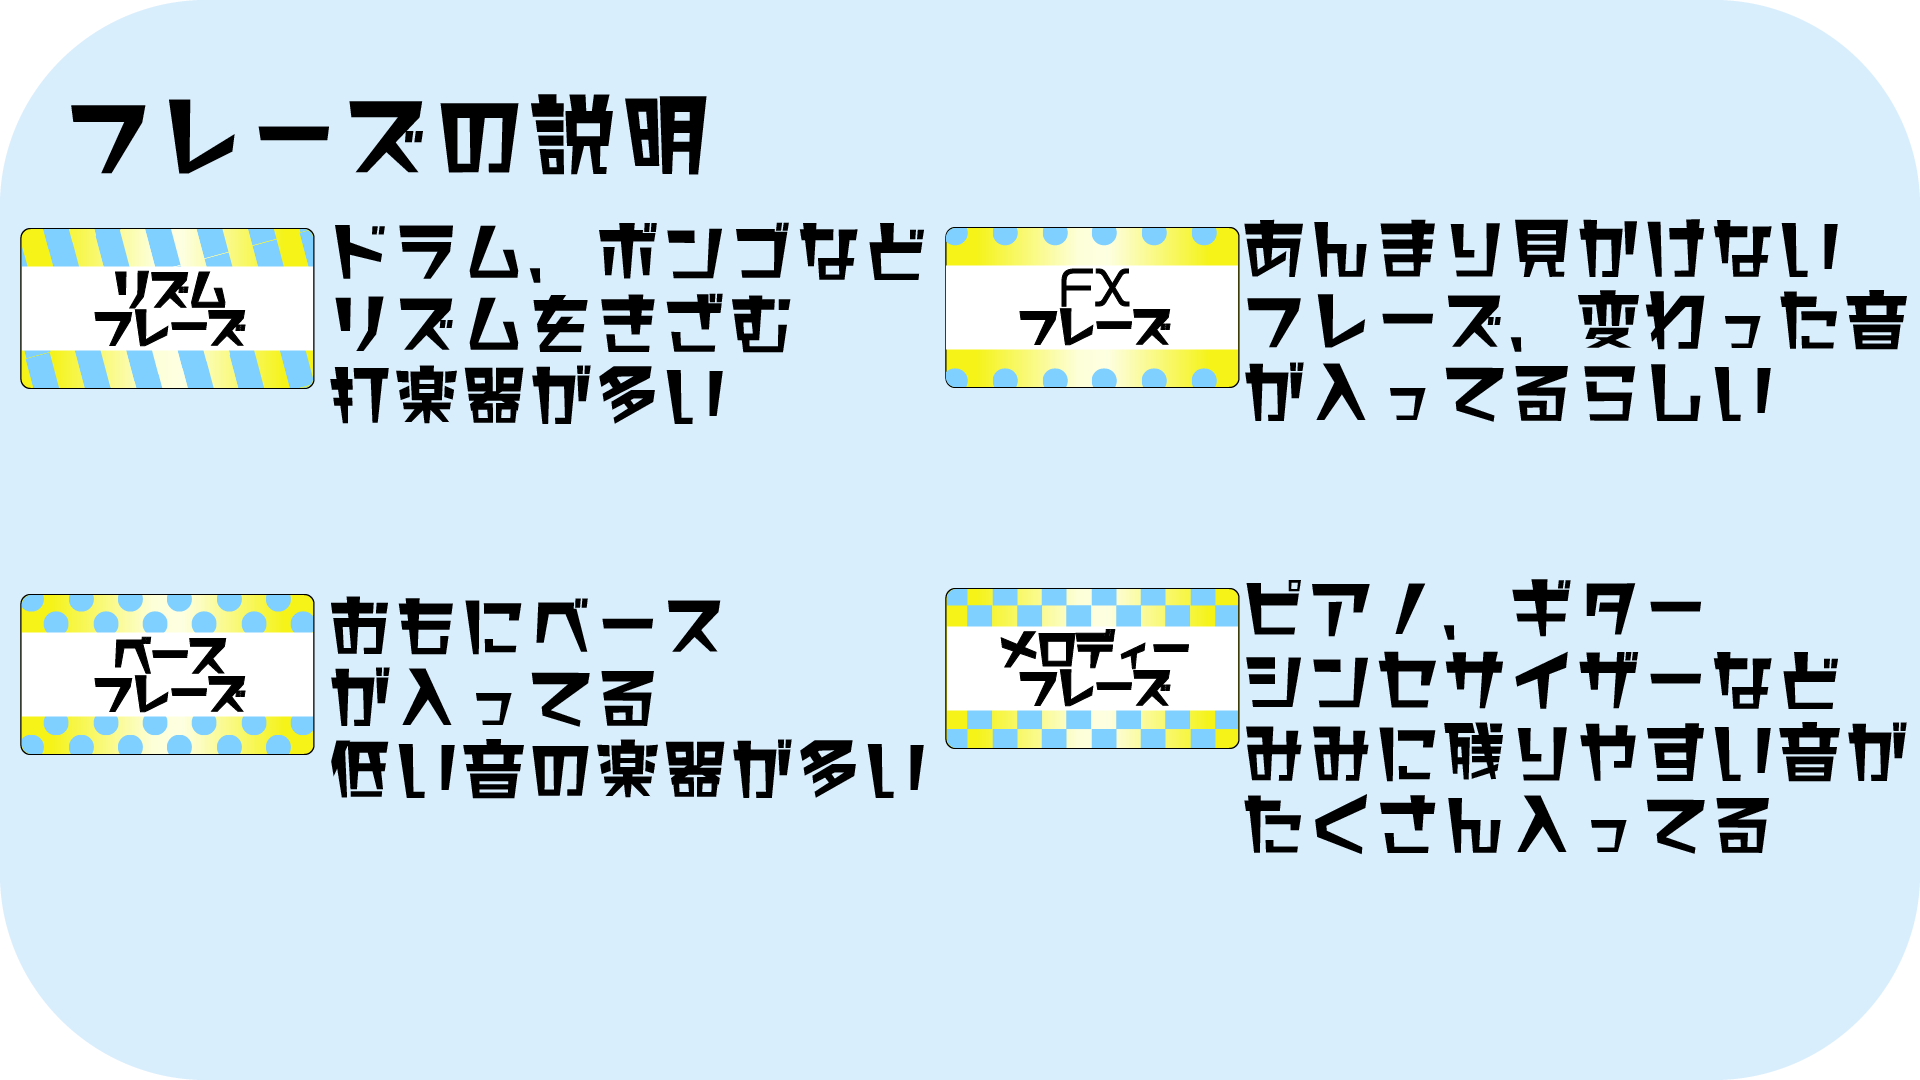 フレーズの説明
リズム
フレーズ
ドラム、ボンゴなど
リズムをきざむ
打楽器が多い
FX
フレーズ
あんまり見かけない
フレーズ、変わった音
が入ってるらしい
ベース
フレーズ
おもにベース
が入ってる
低い音の楽器が多い
メロディー
フレーズ
ピアノ、ギター
シンセサイザーなど
みみに残りやすい音が
たくさん入ってる